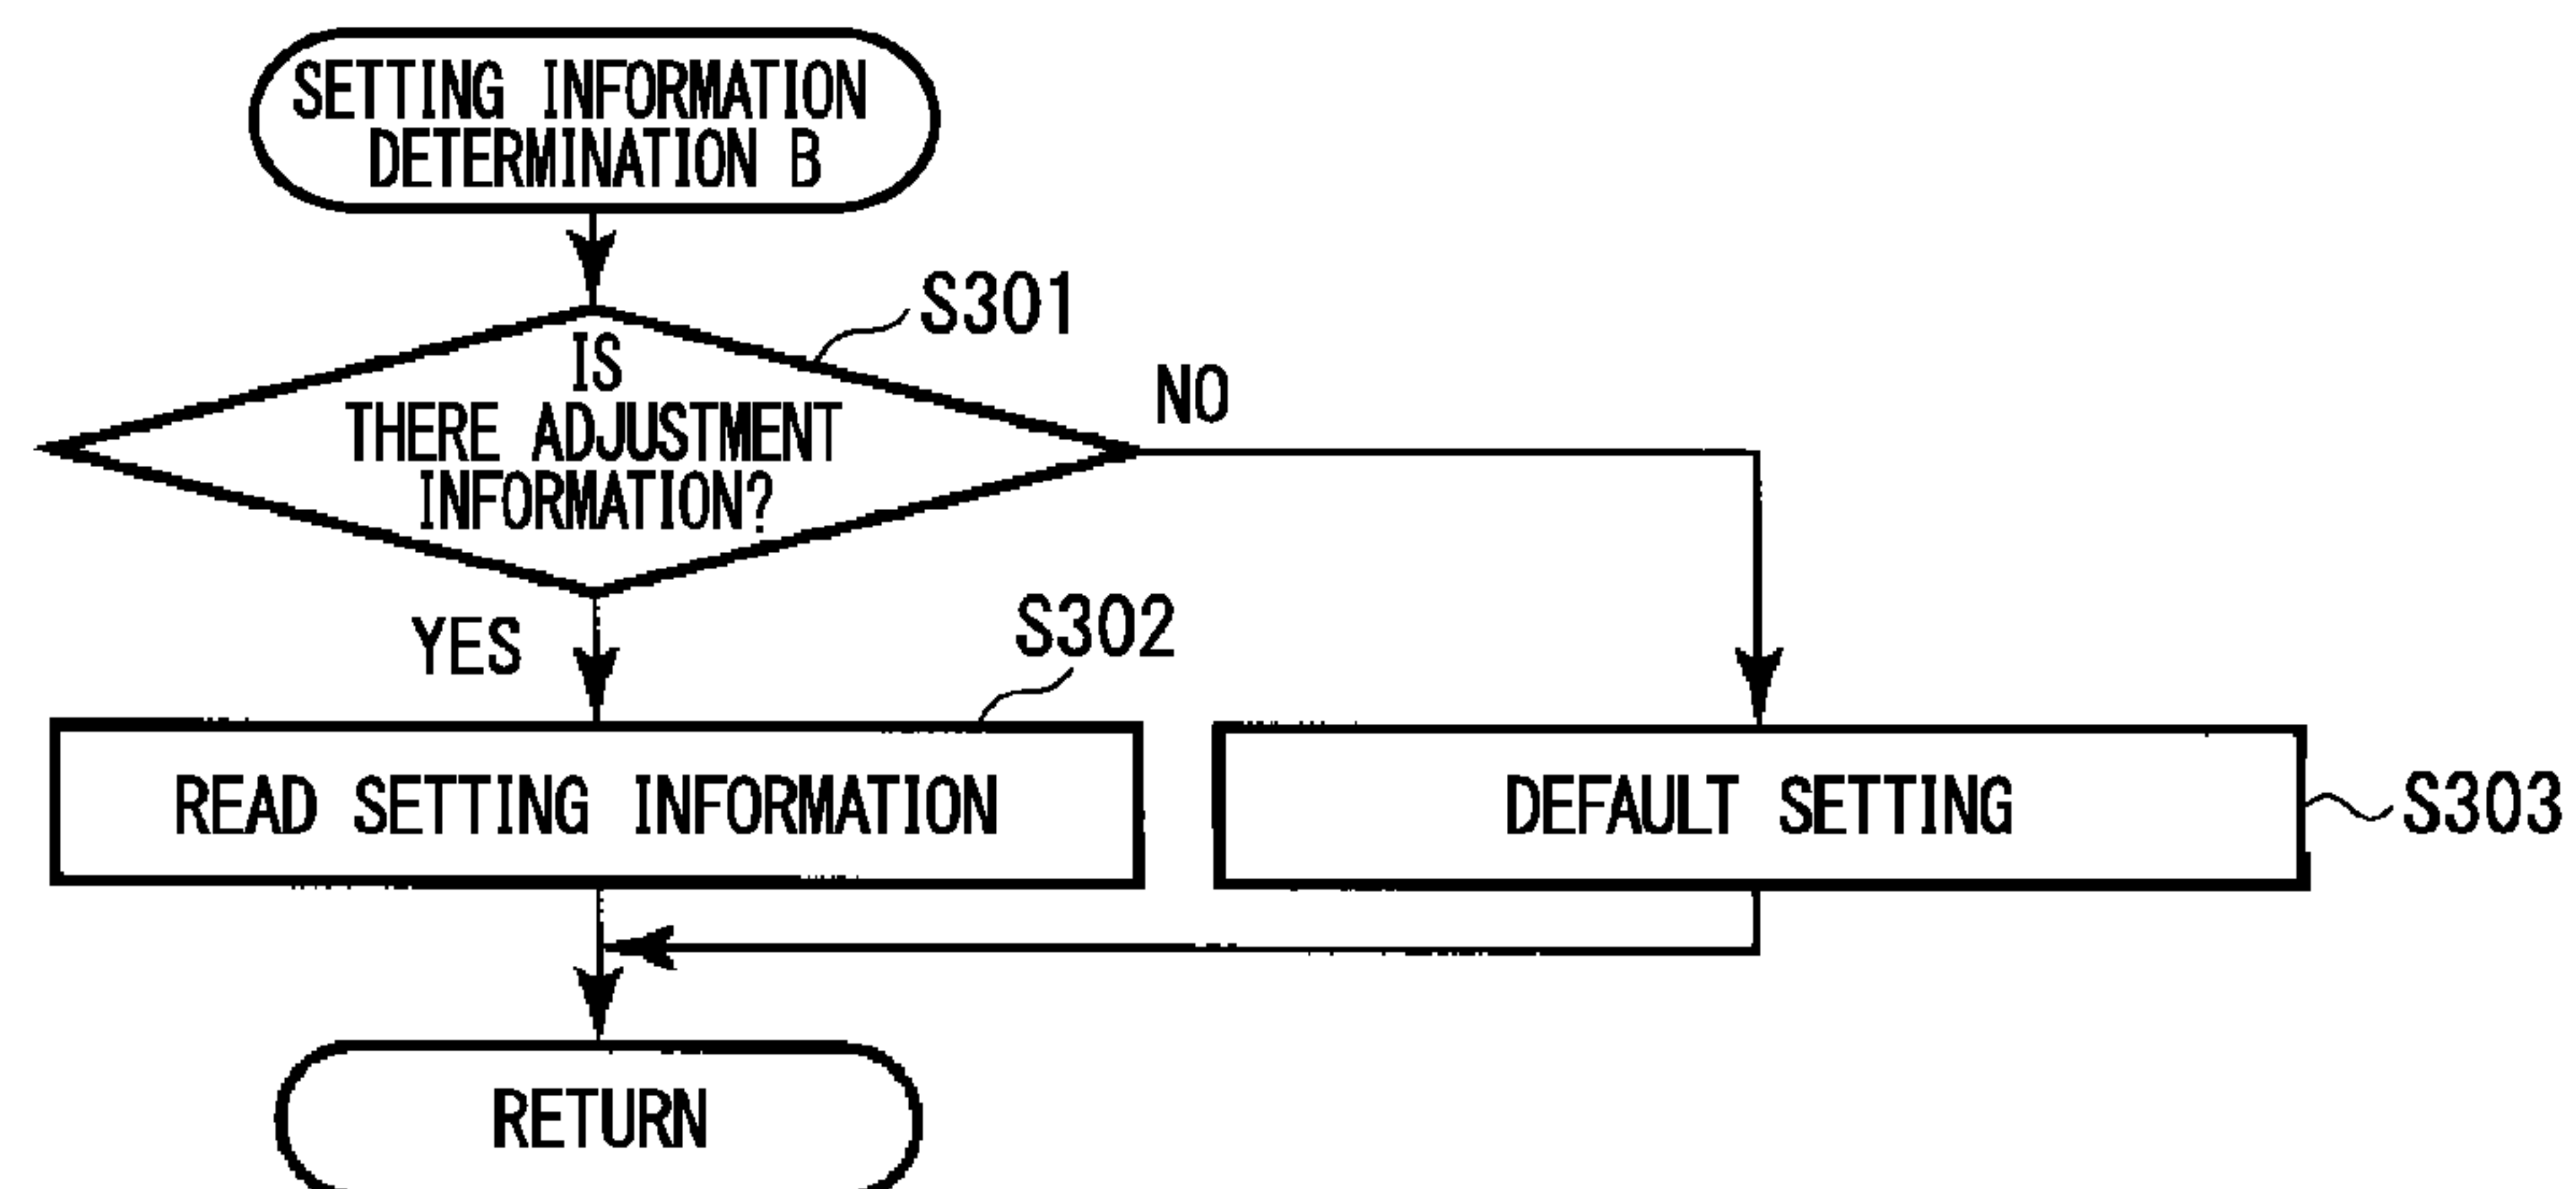 SETTING INFORMATION
DETERMINATION B
S301
IS
THERE ADJUSTMENT
INFORMATION?
NO
YES
S302
READ SETTING INFORMATION
DEFAULT SETTING
S303
RETURN